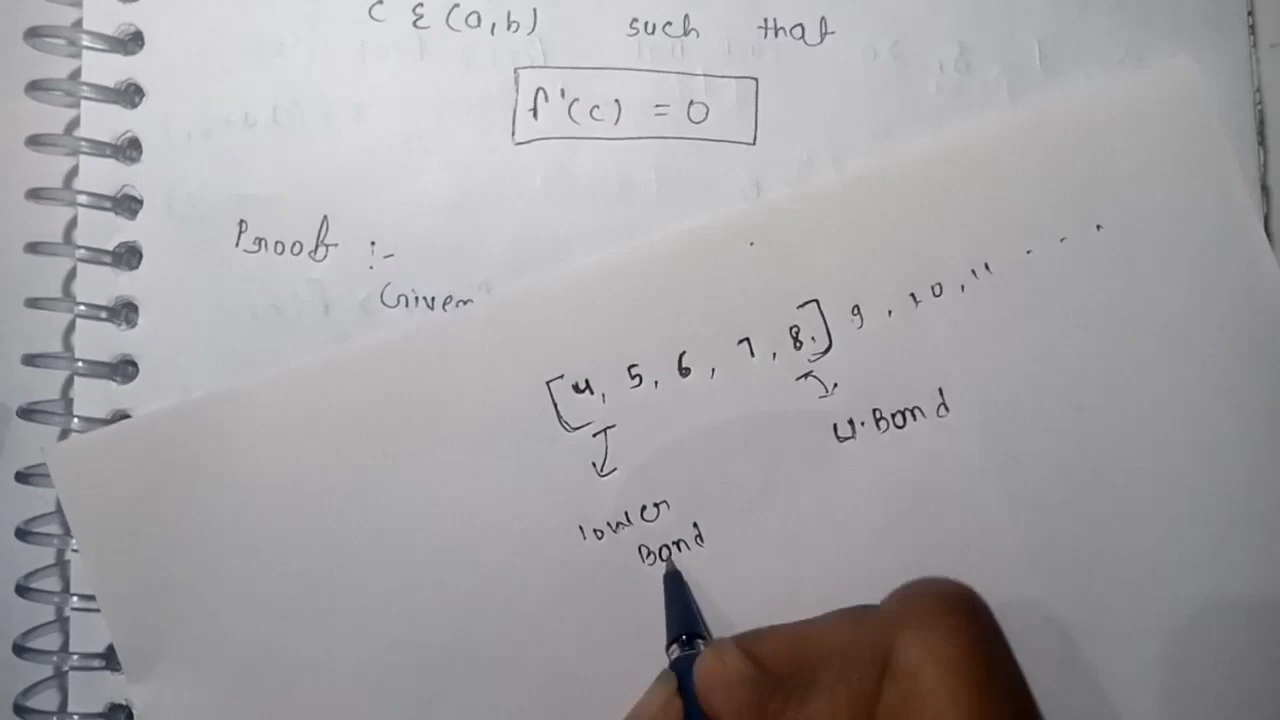 C ε (a,b) such that
f'(c) = 0
Proof :-
Given
[4, 5, 6, 7, 8.] 9, 10, 11 - - -
U.Bond
lower
Bond